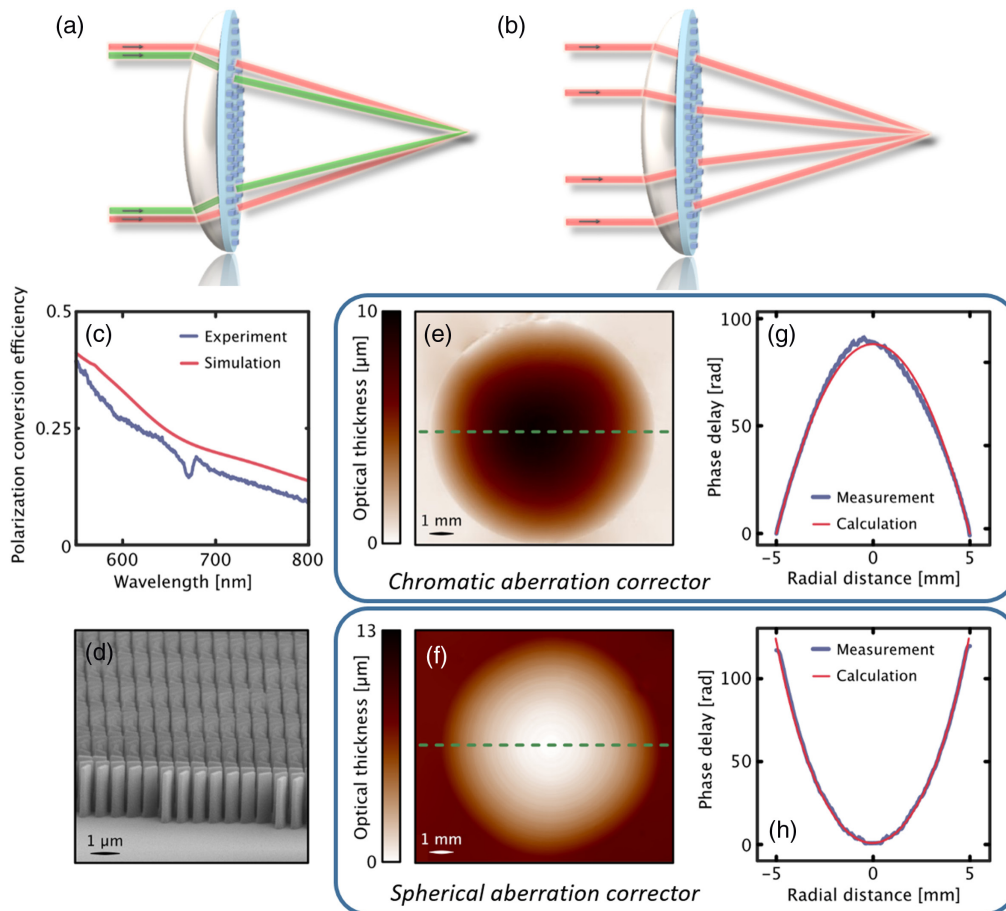 (a)
(b)
(c)
0.5
0.25
0
Polarization conversion efficiency
Experiment
Simulation
600
700
800
Wavelength [nm]
(d)
1 µm
(e)
10
Optical thickness [µm]
0
1 mm
Chromatic aberration corrector
(g)
100
50
0
Phase delay [rad]
Measurement
Calculation
−5
0
5
Radial distance [mm]
(f)
13
Optical thickness [µm]
0
1 mm
Spherical aberration corrector
100
50
0
Phase delay [rad]
Measurement
Calculation
(h)
−5
0
5
Radial distance [mm]